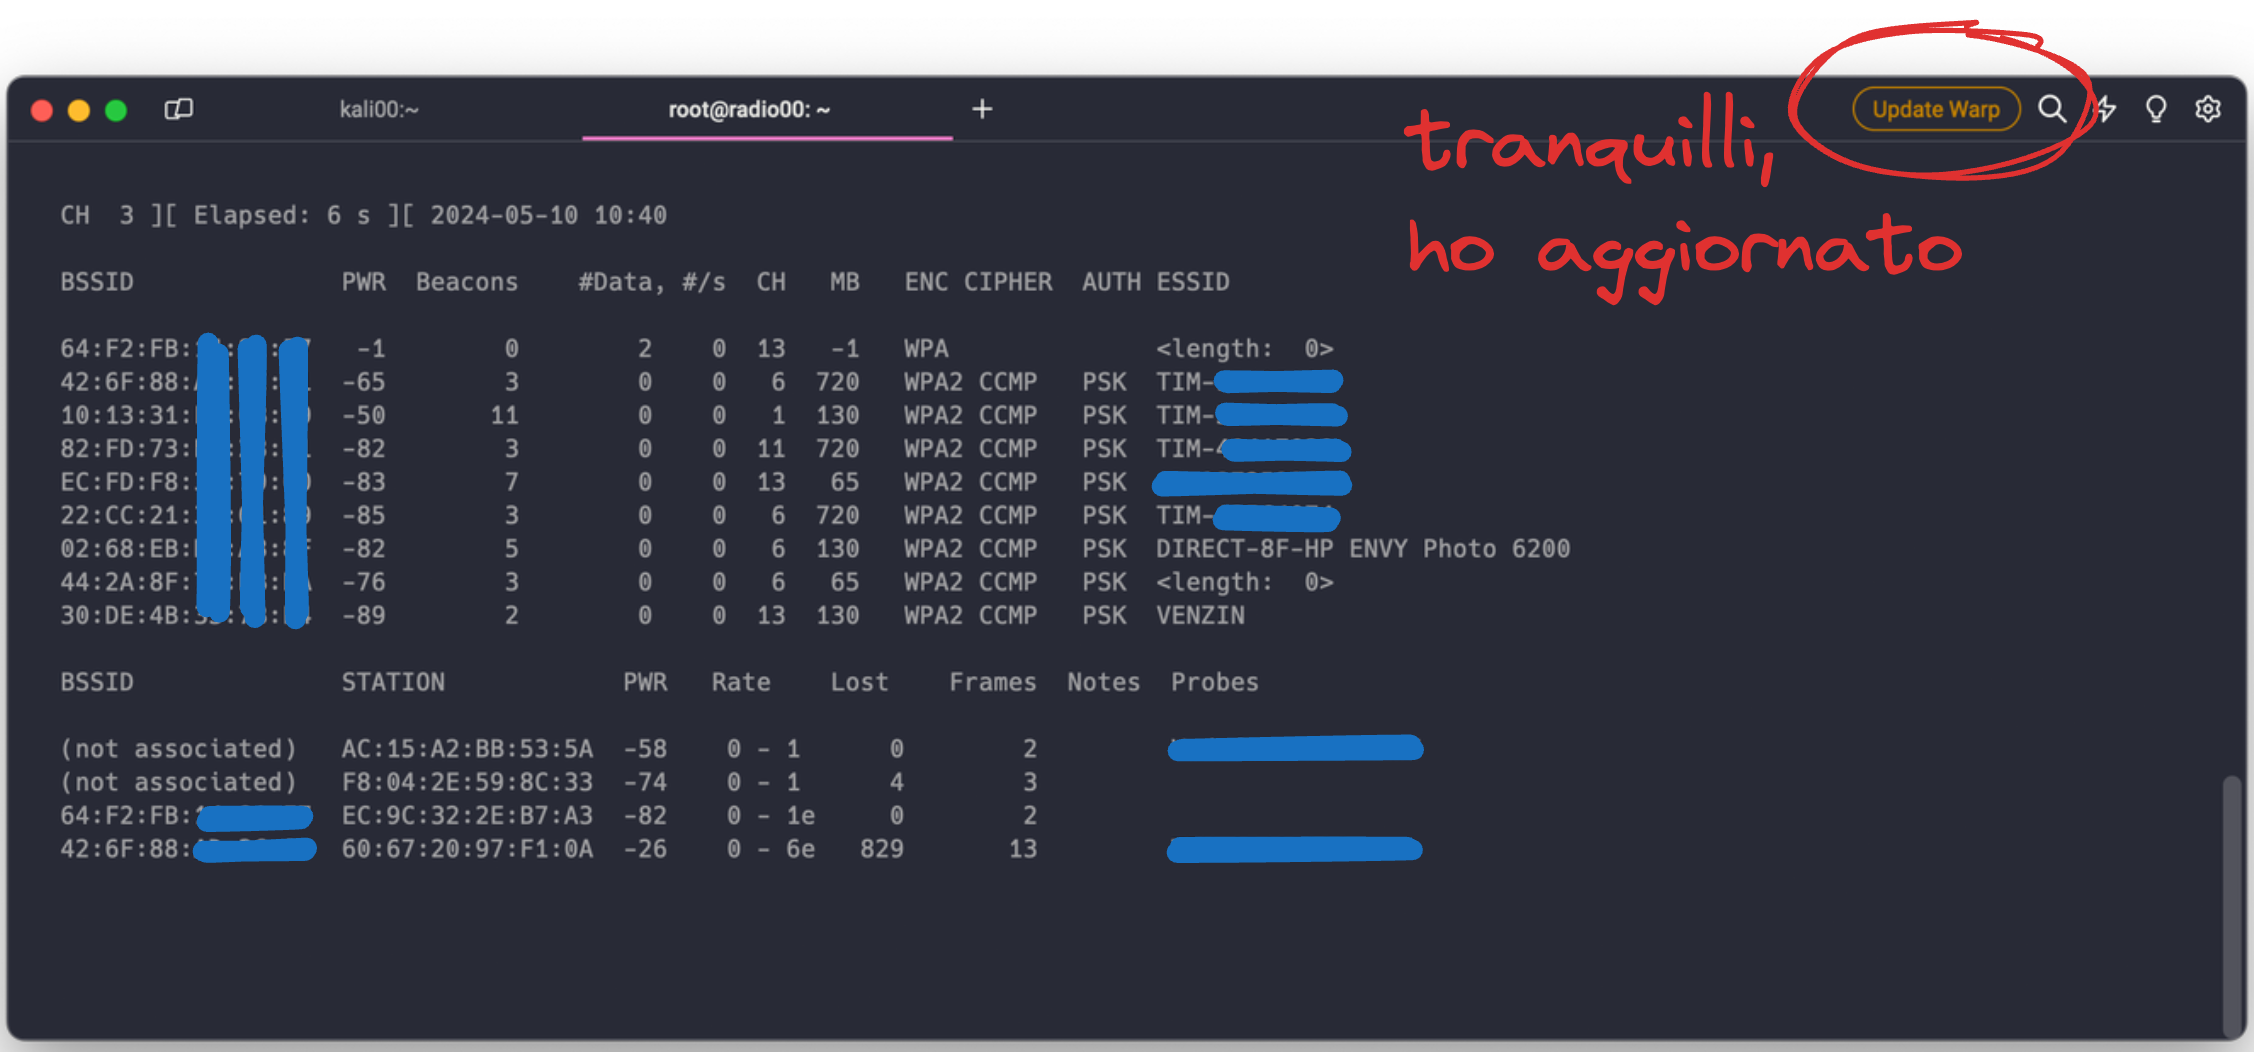 kali00:~ root@radio00: ~ + Update Warp
tranquilli,
ho aggiornato
CH 3 ][ Elapsed: 6 s ][ 2024-05-10 10:40
BSSID PWR Beacons #Data, #/s CH MB ENC CIPHER AUTH ESSID
64:F2:FB: -1 0 2 0 13 -1 WPA <length: 0>
42:6F:88: -65 3 0 0 6 720 WPA2 CCMP PSK TIM-
10:13:31: -50 11 0 0 1 130 WPA2 CCMP PSK TIM-
82:FD:73: -82 3 0 0 11 720 WPA2 CCMP PSK TIM-
EC:FD:F8: -83 7 0 0 13 65 WPA2 CCMP PSK
22:CC:21: -85 3 0 0 6 720 WPA2 CCMP PSK TIM-
02:68:EB: -82 5 0 0 6 130 WPA2 CCMP PSK DIRECT-8F-HP ENVY Photo 6200
44:2A:8F: -76 3 0 0 6 65 WPA2 CCMP PSK <length: 0>
30:DE:4B: -89 2 0 0 13 130 WPA2 CCMP PSK VENZIN
BSSID STATION PWR Rate Lost Frames Notes Probes
(not associated) AC:15:A2:BB:53:5A -58 0 - 1 0 2
(not associated) F8:04:2E:59:8C:33 -74 0 - 1 4 3
64:F2:FB: EC:9C:32:2E:B7:A3 -82 0 - 1e 0 2
42:6F:88: 60:67:20:97:F1:0A -26 0 - 6e 829 13